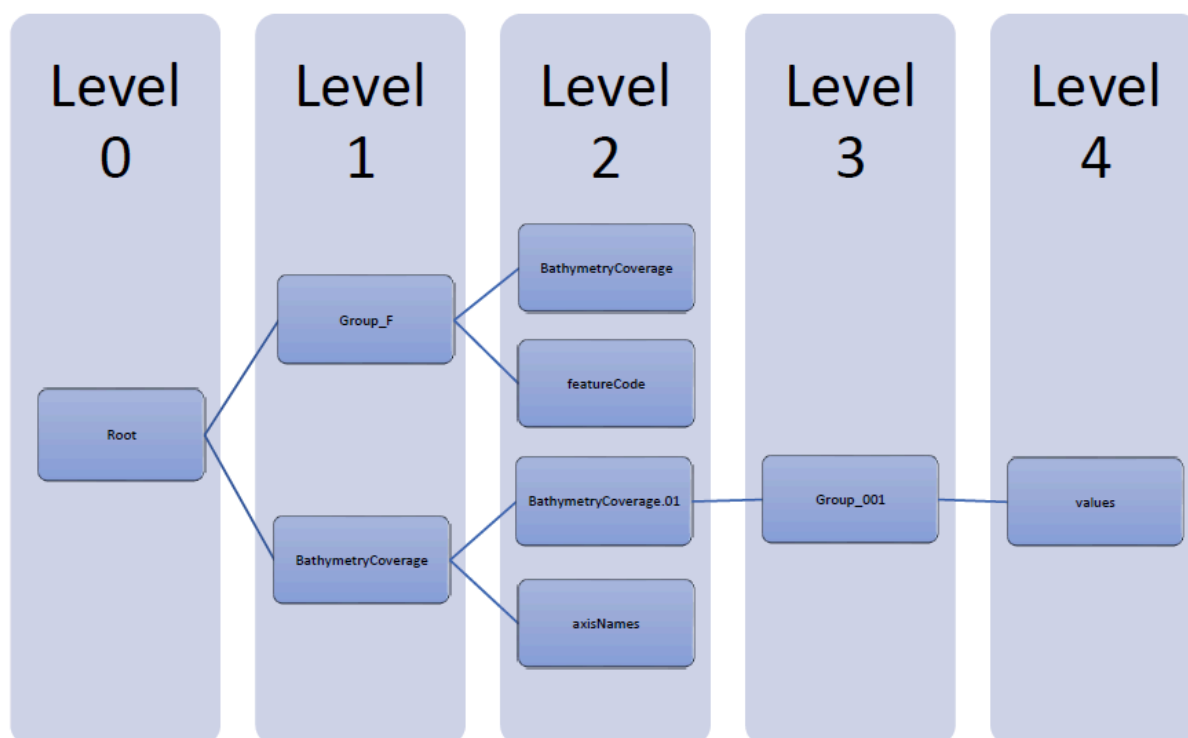 Level
0
Level
1
Level
2
Level
3
Level
4
Root
Group_F
BathymetryCoverage
BathymetryCoverage
featureCode
BathymetryCoverage.01
axisNames
Group_001
values